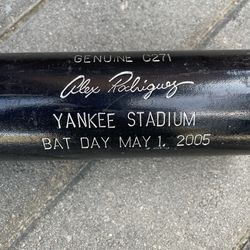 GENUINE C271
Alex Rodriguez
YANKEE STADIUM
BAT DAY MAY 1, 2005